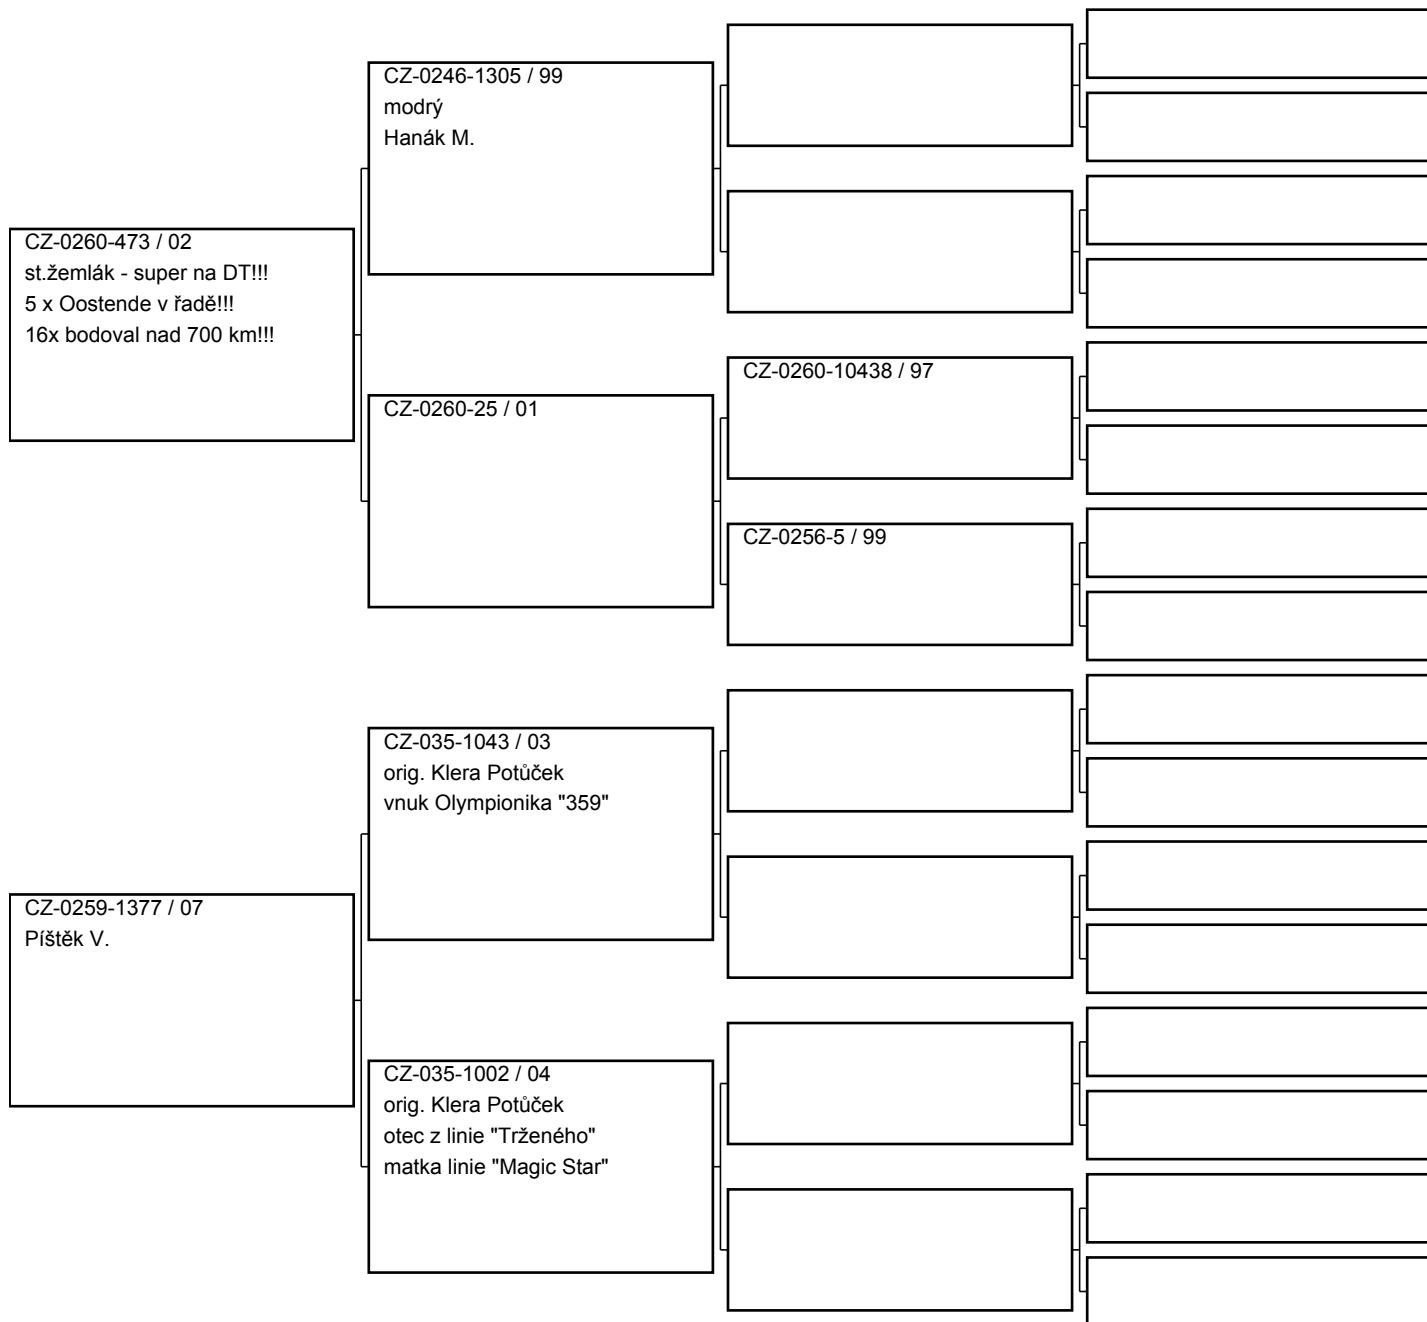 CZ-0260-473 / 02
st.žemlák - super na DT!!!
5 x Oostende v řadě!!!
16x bodoval nad 700 km!!!
CZ-0246-1305 / 99
modrý
Hanák M.
CZ-0260-25 / 01
CZ-0260-10438 / 97
CZ-0256-5 / 99
CZ-0259-1377 / 07
Píštěk V.
CZ-035-1043 / 03
orig. Klera Potůček
vnuk Olympionika "359"
CZ-035-1002 / 04
orig. Klera Potůček
otec z linie "Trženého"
matka linie "Magic Star"